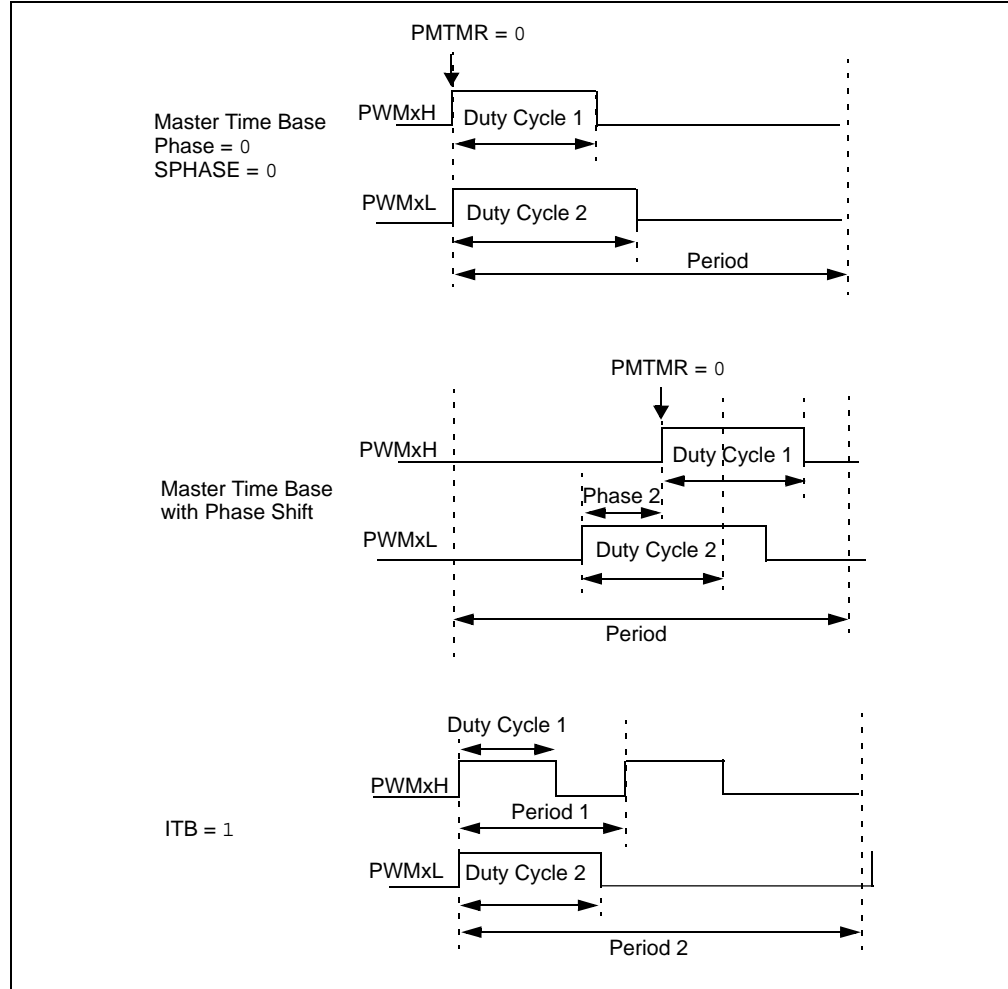 PMTMR = 0
PWMxH
Duty Cycle 1
Master Time Base
Phase = 0
SPHASE = 0
PWMxL
Duty Cycle 2
Period
PMTMR = 0
PWMxH
Duty Cycle 1
Master Time Base
with Phase Shift
Phase 2
PWMxL
Duty Cycle 2
Period
Duty Cycle 1
PWMxH
Period 1
ITB = 1
PWMxL
Duty Cycle 2
Period 2